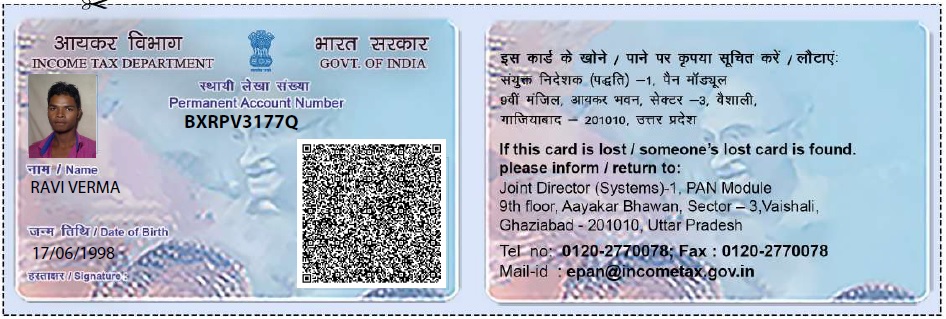 आयकर विभाग
INCOME TAX DEPARTMENT
भारत सरकार
GOVT. OF INDIA
स्थायी लेखा संख्या
Permanent Account Number
BXRPV3177Q
नाम / Name
RAVI VERMA
जन्म तिथि / Date of Birth
17/06/1998
हस्ताक्षर / Signature :
इस कार्ड के खोने / पाने पर कृपया सूचित करें / लौटाएं:
संयुक्त निदेशक (पद्धति) –1, पैन मॉड्यूल
9वीं मंजिल, आयकर भवन, सेक्टर –3, वैशाली,
गाजियाबाद – 201010, उत्तर प्रदेश
If this card is lost / someone's lost card is found.
please inform / return to:
Joint Director (Systems)-1, PAN Module
9th floor, Aayakar Bhawan, Sector – 3,Vaishali,
Ghaziabad - 201010, Uttar Pradesh
Tel no: 0120-2770078; Fax : 0120-2770078
Mail-id : epan@incometax.gov.in